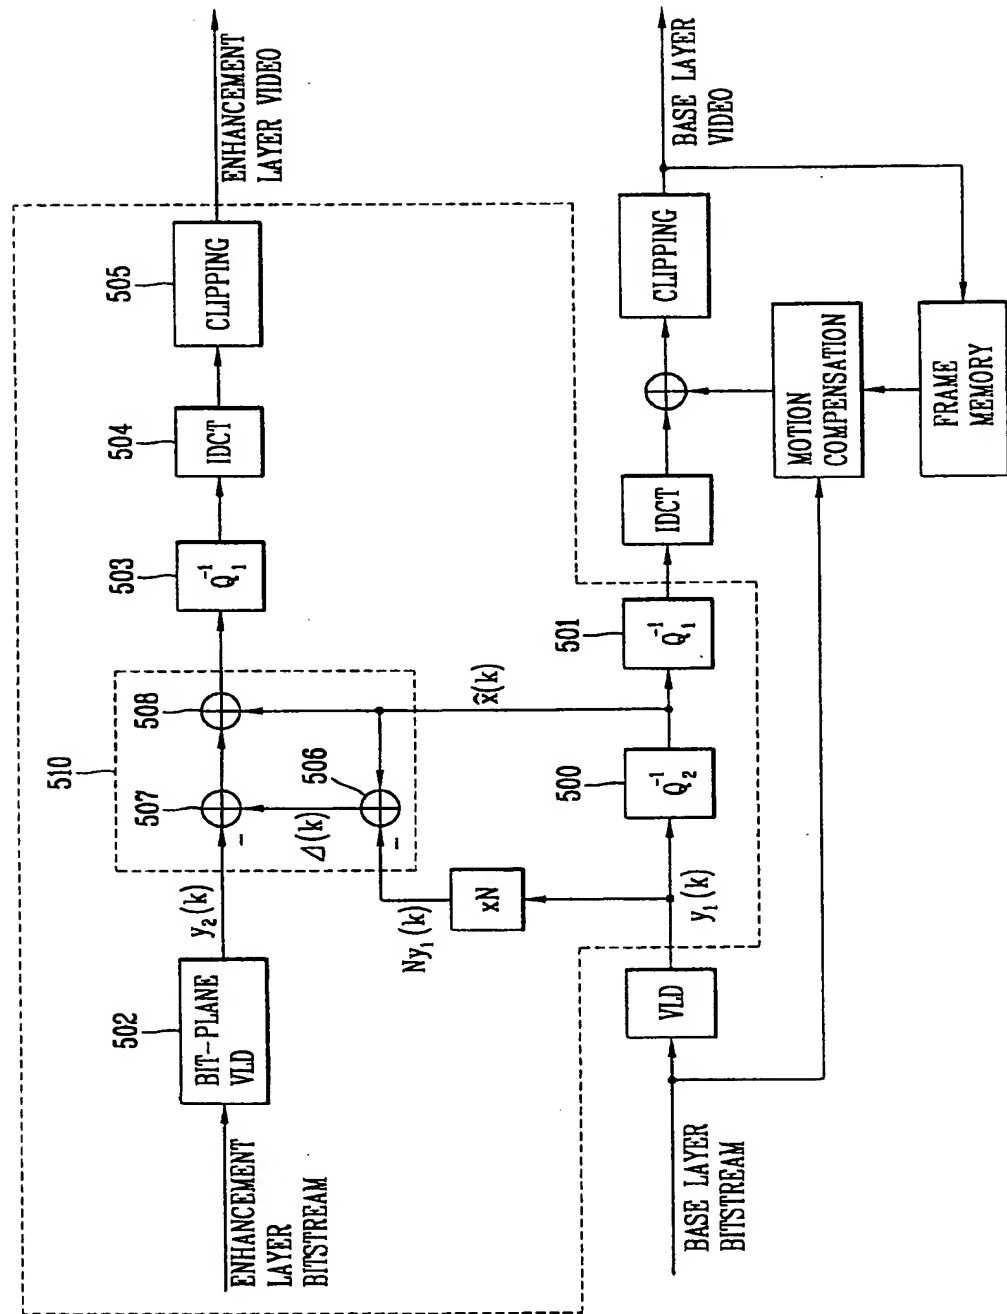 ENHANCEMENT
LAYER
BITSTREAM
502
BIT-PLANE
VLD
y₂(k)
510
507
-
508
506
Δ(k)
-
503
Q₁⁻¹
504
IDCT
505
CLIPPING
ENHANCEMENT
LAYER VIDEO
Ny₁(k)
xN
x̂(k)
BASE LAYER
BITSTREAM
VLD
y₁(k)
500
Q₂⁻¹
501
Q₁⁻¹
IDCT
CLIPPING
BASE LAYER
VIDEO
MOTION
COMPENSATION
FRAME
MEMORY